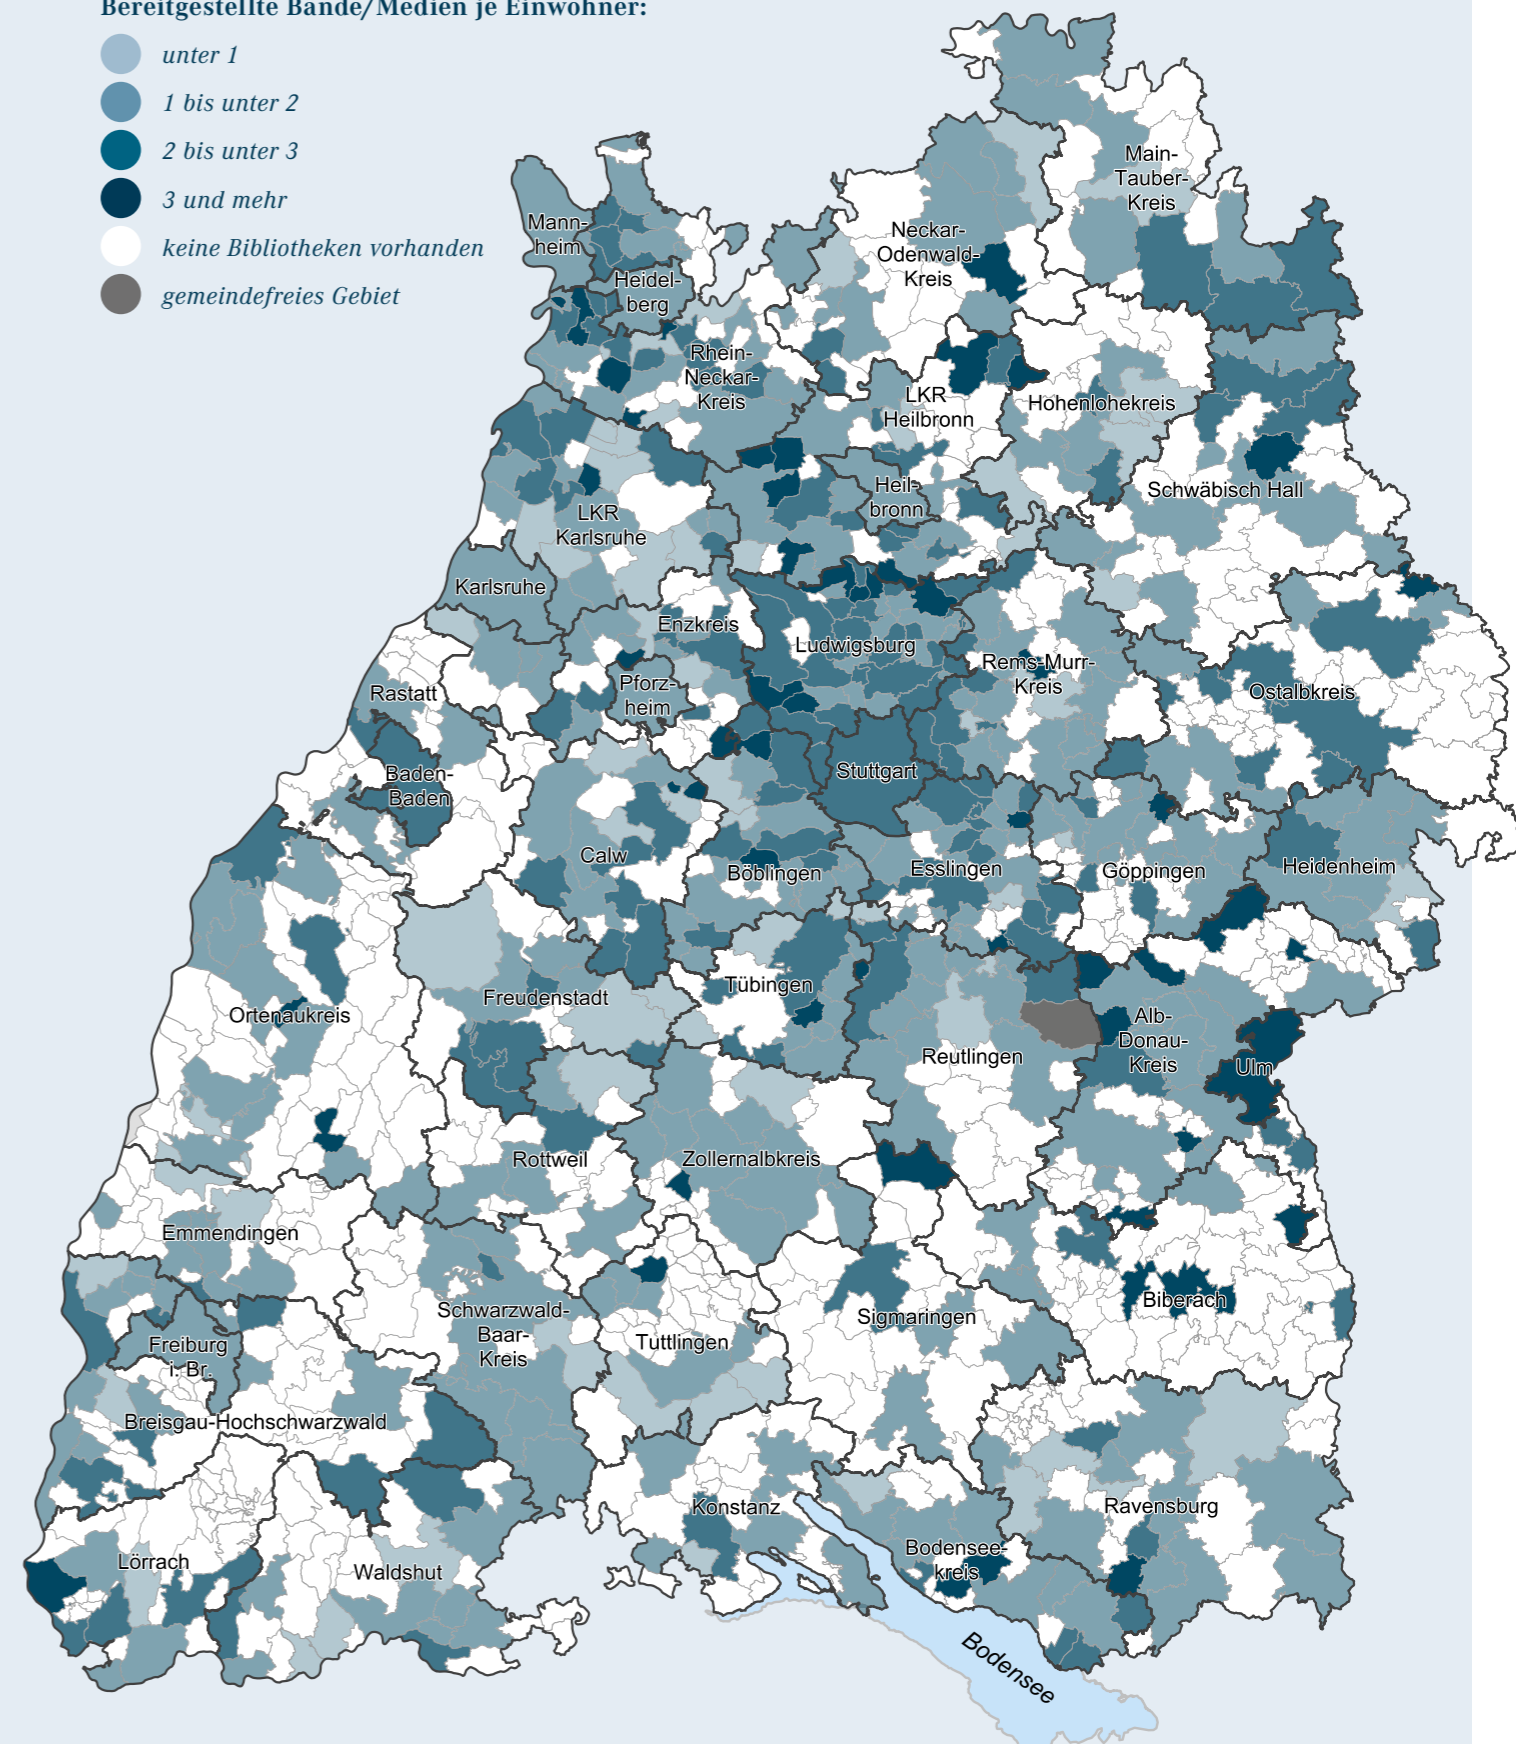 Bereitgestellte Bände/Medien je Einwohner:
unter 1
1 bis unter 2
2 bis unter 3
3 und mehr
keine Bibliotheken vorhanden
gemeindefreies Gebiet
Main-
Tauber-
Kreis
Mann-
heim
Neckar-
Odenwald-
Kreis
Heidel-
berg
Rhein-
Neckar-
Kreis
LKR
Heilbronn
Hohenlohekreis
Schwäbisch Hall
Heil-
bronn
LKR
Karlsruhe
Karlsruhe
Enzkreis
Ludwigsburg
Rems-Murr-
Kreis
Pforz-
heim
Rastatt
Ostalbkreis
Baden-
Baden
Stuttgart
Calw
Böblingen
Esslingen
Göppingen
Heidenheim
Tübingen
Freudenstadt
Ortenaukreis
Reutlingen
Alb-
Donau-
Kreis
Ulm
Rottweil
Zollernalbkreis
Emmendingen
Biberach
Schwarzwald-
Baar-
Kreis
Sigmaringen
Tuttlingen
Freiburg
i. Br.
Breisgau-Hochschwarzwald
Konstanz
Ravensburg
Bodensee-
kreis
Lörrach
Waldshut
Bodensee